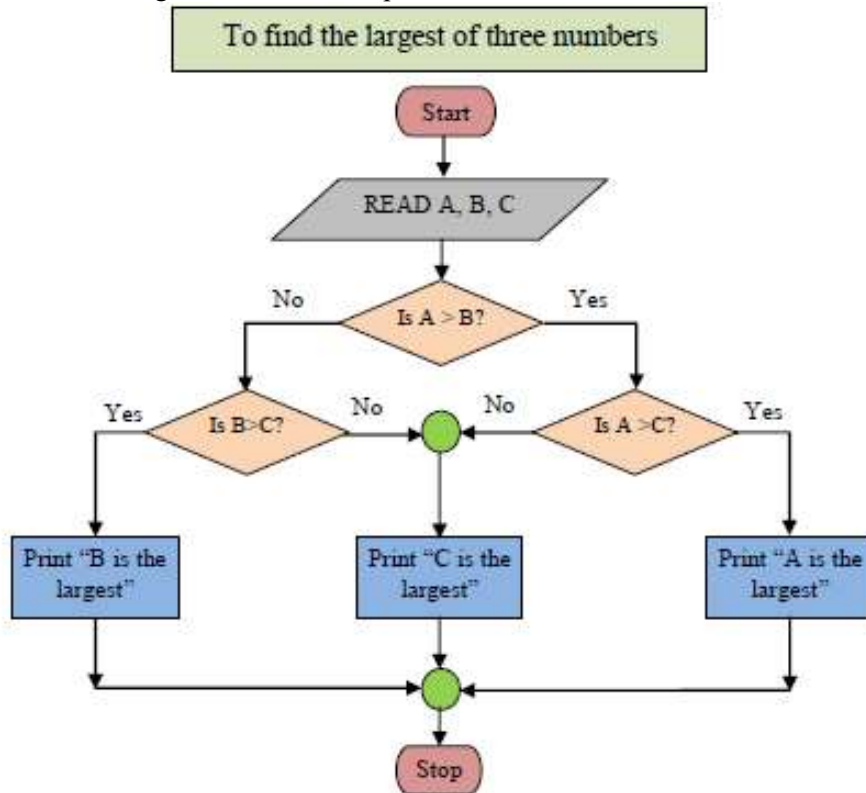 To find the largest of three numbers
Start
READ A, B, C
No
Is A > B?
Yes
Yes
Is B>C?
No
No
Is A >C?
Yes
Print “B is the
largest”
Print “C is the
largest”
Print “A is the
largest”
Stop